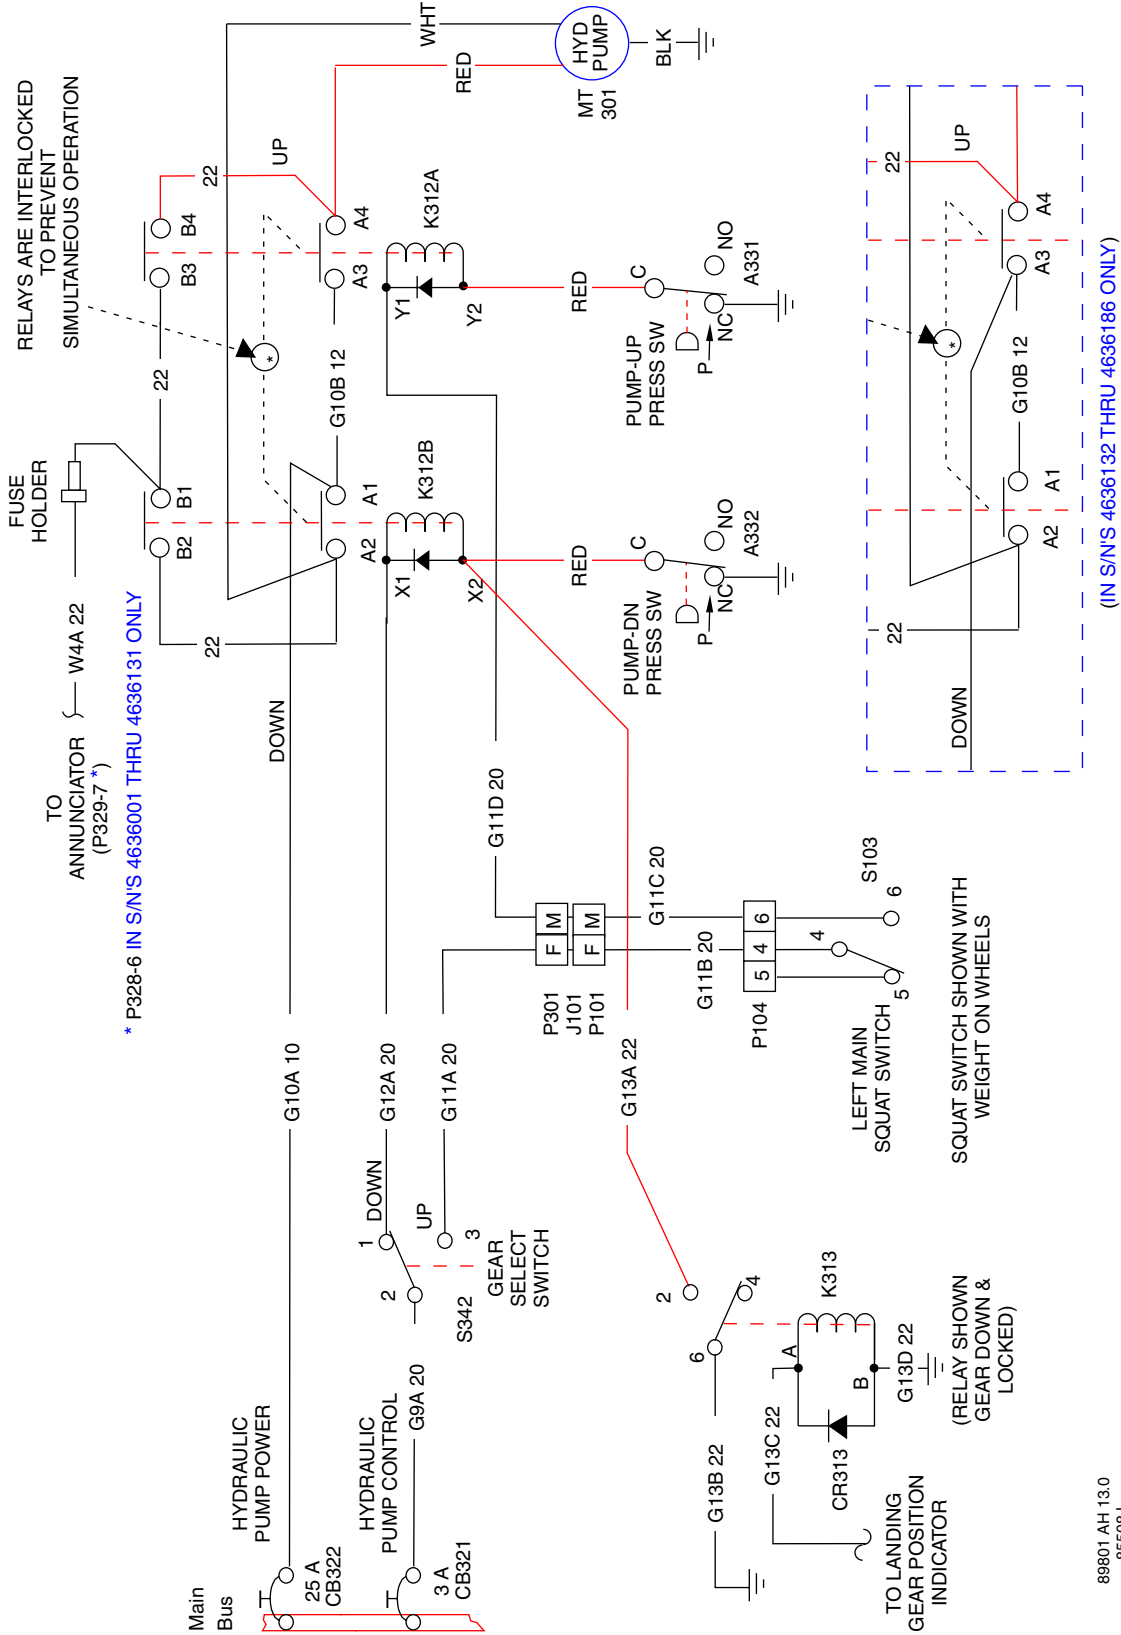 Main
Bus
HYDRAULIC
PUMP POWER
25 A
CB322
HYDRAULIC
PUMP CONTROL
3 A
CB321
G9A 20
G10A 10
DOWN
2
1
DOWN
UP
3
S342
GEAR
SELECT
SWITCH
G12A 20
G11A 20
TO
ANNUNCIATOR
(P329-7 *)
W4A 22
FUSE
HOLDER
* P328-6 IN S/N'S 4636001 THRU 4636131 ONLY
RELAYS ARE INTERLOCKED
TO PREVENT
SIMULTANEOUS OPERATION
*
B2
B1
22
B3
B4
22
22
UP
A2
A1
G10B 12
A3
A4
WHT
RED
HYD
PUMP
MT
301
BLK
X1
X2
K312B
Y1
Y2
K312A
G11D 20
RED
RED
PUMP-DN
PRESS SW
C
P
NC
NO
A332
PUMP-UP
PRESS SW
C
P
NC
NO
A331
P301
J101
P101
F
M
F
M
G11C 20
G11B 20
P104
5
4
6
4
5
6
S103
LEFT MAIN
SQUAT SWITCH
SQUAT SWITCH SHOWN WITH
WEIGHT ON WHEELS
G13A 22
2
4
6
K313
A
B
CR313
G13B 22
G13C 22
G13D 22
(RELAY SHOWN
GEAR DOWN &
LOCKED)
TO LANDING
GEAR POSITION
INDICATOR
22
DOWN
A2
A1
G10B 12
A3
A4
*
22
UP
(IN S/N'S 4636132 THRU 4636186 ONLY)
89801 AH 13.0